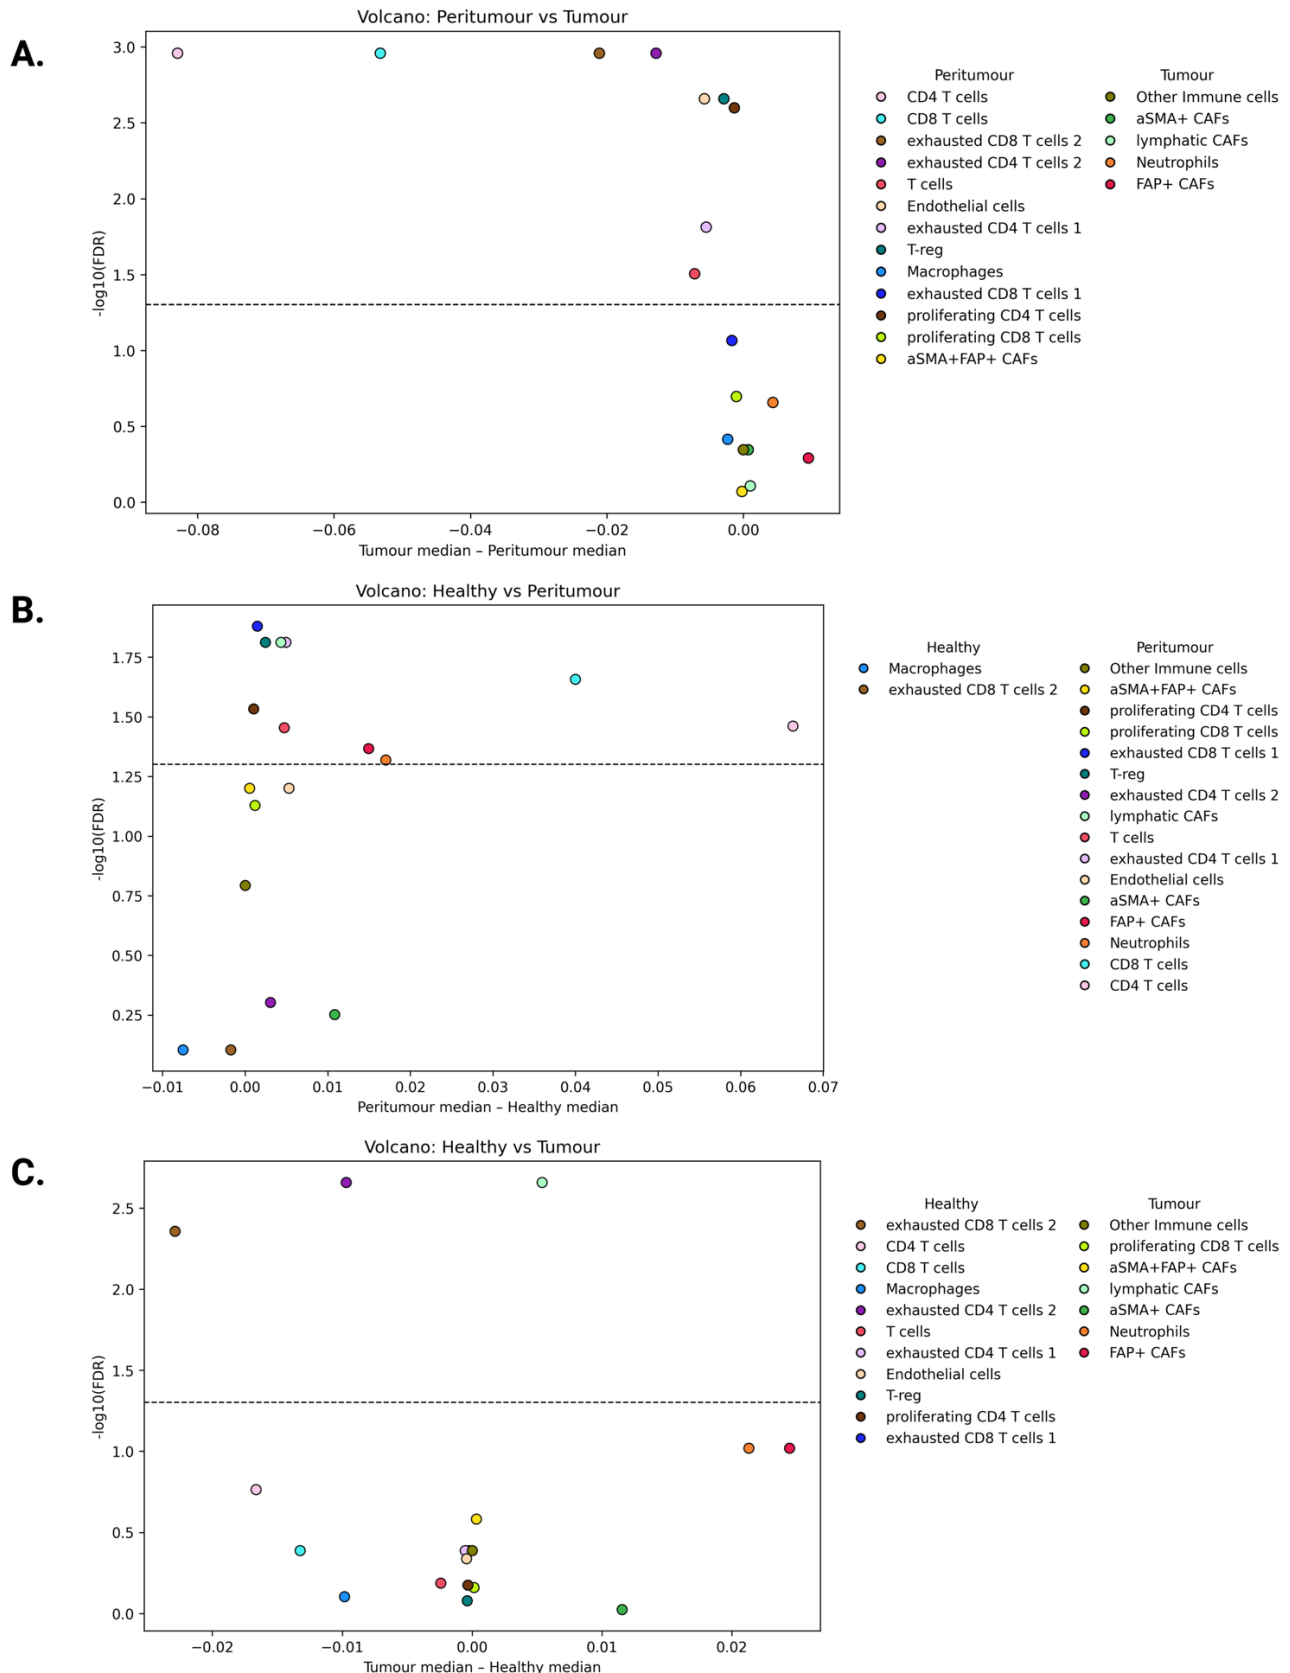 A.
Volcano: Peritumour vs Tumour
3.0
2.5
2.0
1.5
1.0
0.5
0.0
-log10(FDR)
−0.08
−0.06
−0.04
−0.02
0.00
Tumour median – Peritumour median
Peritumour
CD4 T cells
CD8 T cells
exhausted CD8 T cells 2
exhausted CD4 T cells 2
T cells
Endothelial cells
exhausted CD4 T cells 1
T-reg
Macrophages
exhausted CD8 T cells 1
proliferating CD4 T cells
proliferating CD8 T cells
aSMA+FAP+ CAFs
Tumour
Other Immune cells
aSMA+ CAFs
lymphatic CAFs
Neutrophils
FAP+ CAFs
B.
Volcano: Healthy vs Peritumour
1.75
1.50
1.25
1.00
0.75
0.50
0.25
-log10(FDR)
−0.01
0.00
0.01
0.02
0.03
0.04
0.05
0.06
0.07
Peritumour median – Healthy median
Healthy
Macrophages
exhausted CD8 T cells 2
Peritumour
Other Immune cells
aSMA+FAP+ CAFs
proliferating CD4 T cells
proliferating CD8 T cells
exhausted CD8 T cells 1
T-reg
exhausted CD4 T cells 2
lymphatic CAFs
T cells
exhausted CD4 T cells 1
Endothelial cells
aSMA+ CAFs
FAP+ CAFs
Neutrophils
CD8 T cells
CD4 T cells
C.
Volcano: Healthy vs Tumour
2.5
2.0
1.5
1.0
0.5
0.0
-log10(FDR)
−0.02
−0.01
0.00
0.01
0.02
Tumour median – Healthy median
Healthy
exhausted CD8 T cells 2
CD4 T cells
CD8 T cells
Macrophages
exhausted CD4 T cells 2
T cells
exhausted CD4 T cells 1
Endothelial cells
T-reg
proliferating CD4 T cells
exhausted CD8 T cells 1
Tumour
Other Immune cells
proliferating CD8 T cells
aSMA+FAP+ CAFs
lymphatic CAFs
aSMA+ CAFs
Neutrophils
FAP+ CAFs